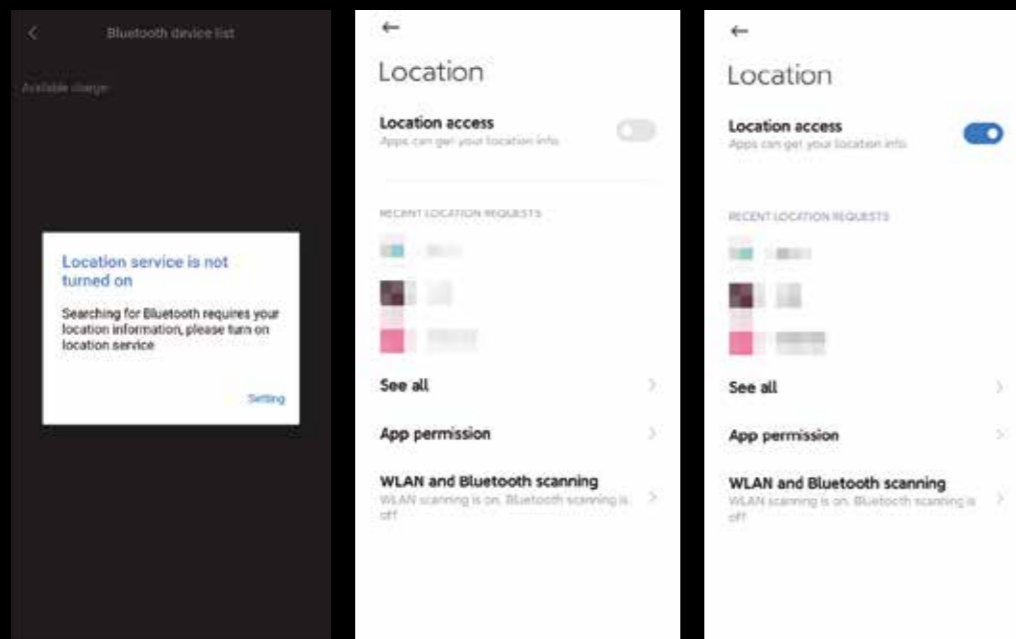 Bluetooth device list
Available charger
Location service is not
turned on
Searching for Bluetooth requires your
location information, please turn on
location service
Setting
Location
Location access
Apps can get your location info
RECENT LOCATION REQUESTS
See all
App permission
WLAN and Bluetooth scanning
WLAN scanning is on. Bluetooth scanning is
off
Location
Location access
Apps can get your location info
RECENT LOCATION REQUESTS
See all
App permission
WLAN and Bluetooth scanning
WLAN scanning is on. Bluetooth scanning is
off